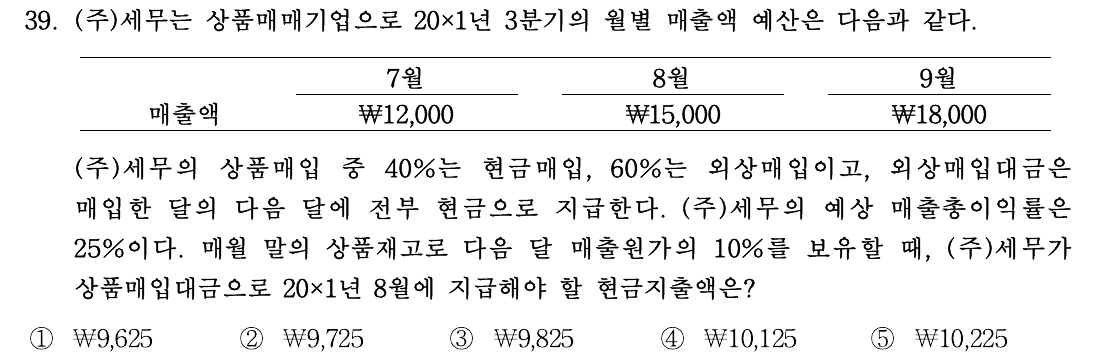 39. (주)세무는 상품매매기업으로 20×1년 3분기의 월별 매출액 예산은 다음과 같다.
7월 8월 9월
매출액 ₩12,000 ₩15,000 ₩18,000
(주)세무의 상품매입 중 40%는 현금매입, 60%는 외상매입이고, 외상매입대금은
매입한 달의 다음 달에 전부 현금으로 지급한다. (주)세무의 예상 매출총이익률은
25%이다. 매월 말의 상품재고로 다음 달 매출원가의 10%를 보유할 때, (주)세무가
상품매입대금으로 20×1년 8월에 지급해야 할 현금지출액은?
① ₩9,625 ② ₩9,725 ③ ₩9,825 ④ ₩10,125 ⑤ ₩10,225